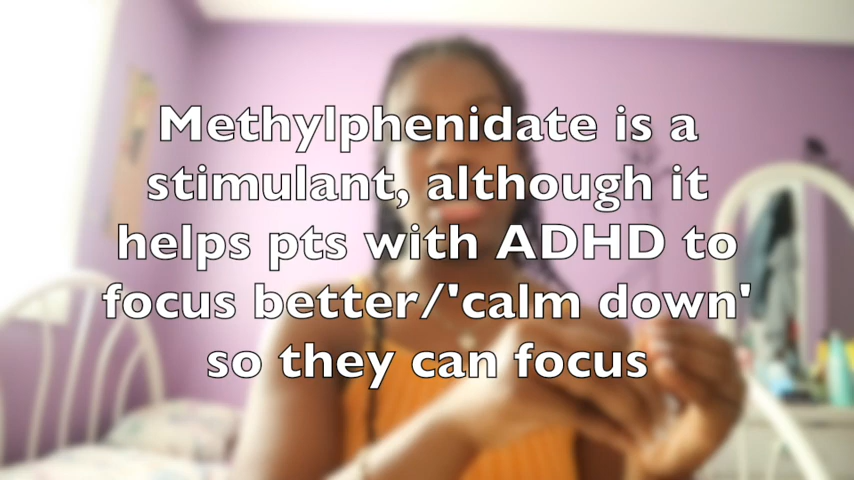 Methylphenidate is a
stimulant, although it
helps pts with ADHD to
focus better/'calm down'
so they can focus